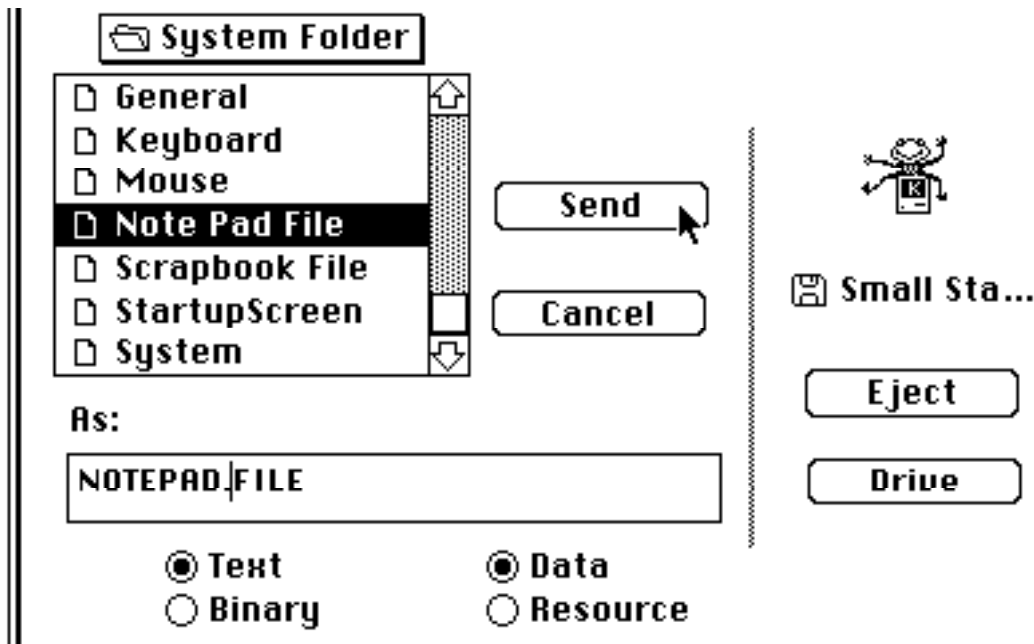 System Folder
General
Keyboard
Mouse
Note Pad File
Scrapbook File
StartupScreen
System
Send
Cancel
K
Small Sta...
Eject
Drive
As:
NOTEPAD.FILE
Text
Data
Binary
Resource